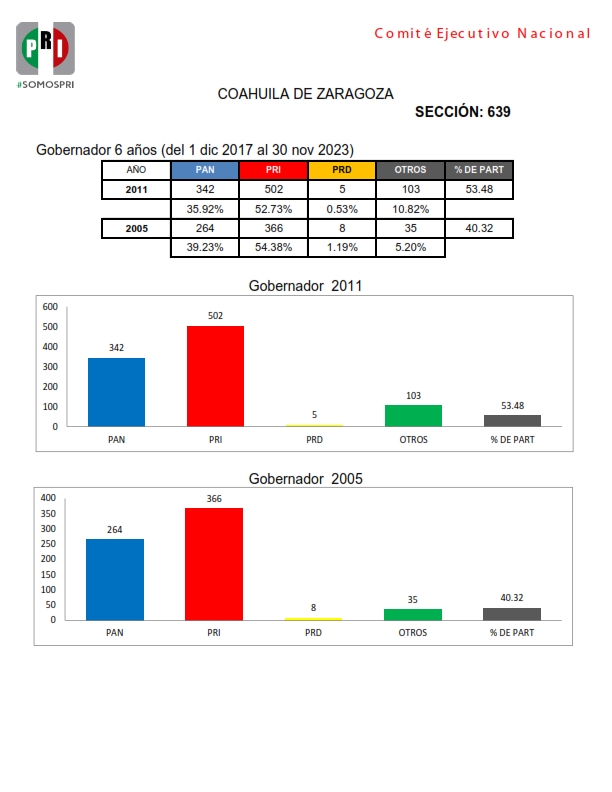 Comité Ejecutivo Nacional
PRI
#SOMOSPRI
COAHUILA DE ZARAGOZA
SECCIÓN: 639
Gobernador 6 años (del 1 dic 2017 al 30 nov 2023)
AÑO PAN PRI PRD OTROS % DE PART
2011 342 502 5 103 53.48
35.92% 52.73% 0.53% 10.82%
2005 264 366 8 35 40.32
39.23% 54.38% 1.19% 5.20%
Gobernador 2011
600
500
400
300
200
100
0
342
502
5
103
53.48
PAN PRI PRD OTROS % DE PART
Gobernador 2005
400
350
300
250
200
150
100
50
0
264
366
8
35
40.32
PAN PRI PRD OTROS % DE PART